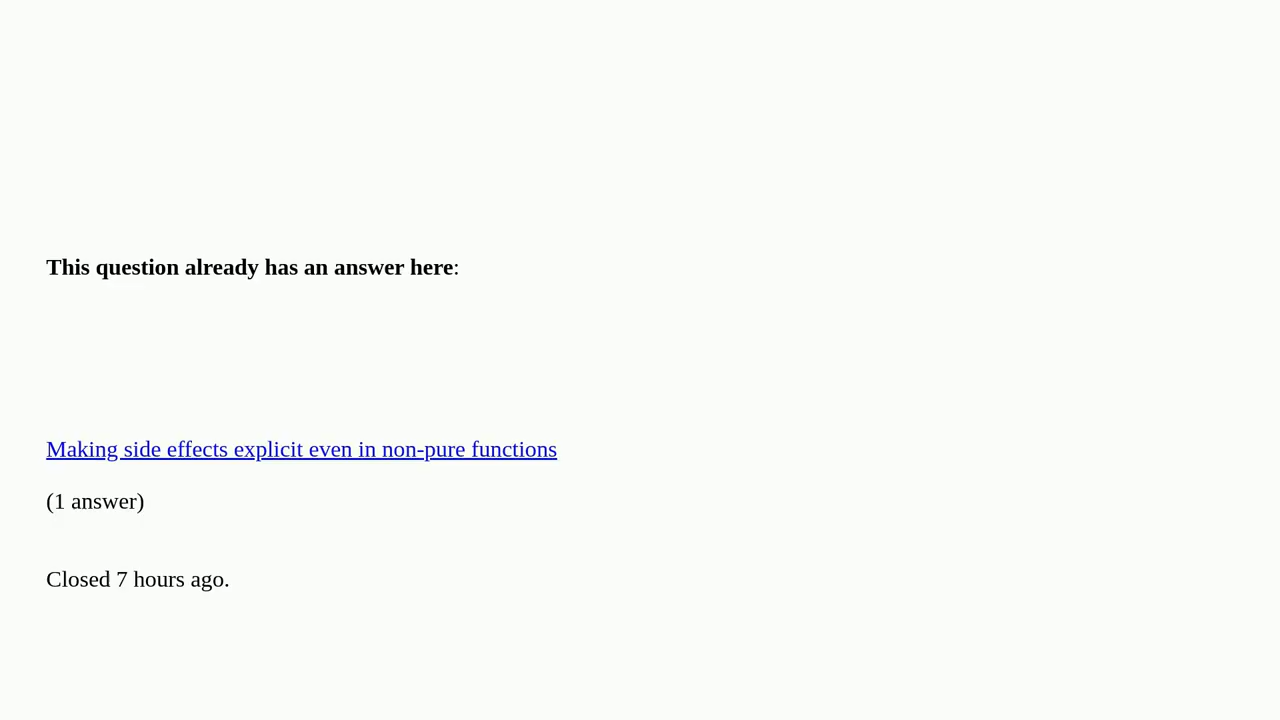 This question already has an answer here:
Making side effects explicit even in non-pure functions
(1 answer)
Closed 7 hours ago.